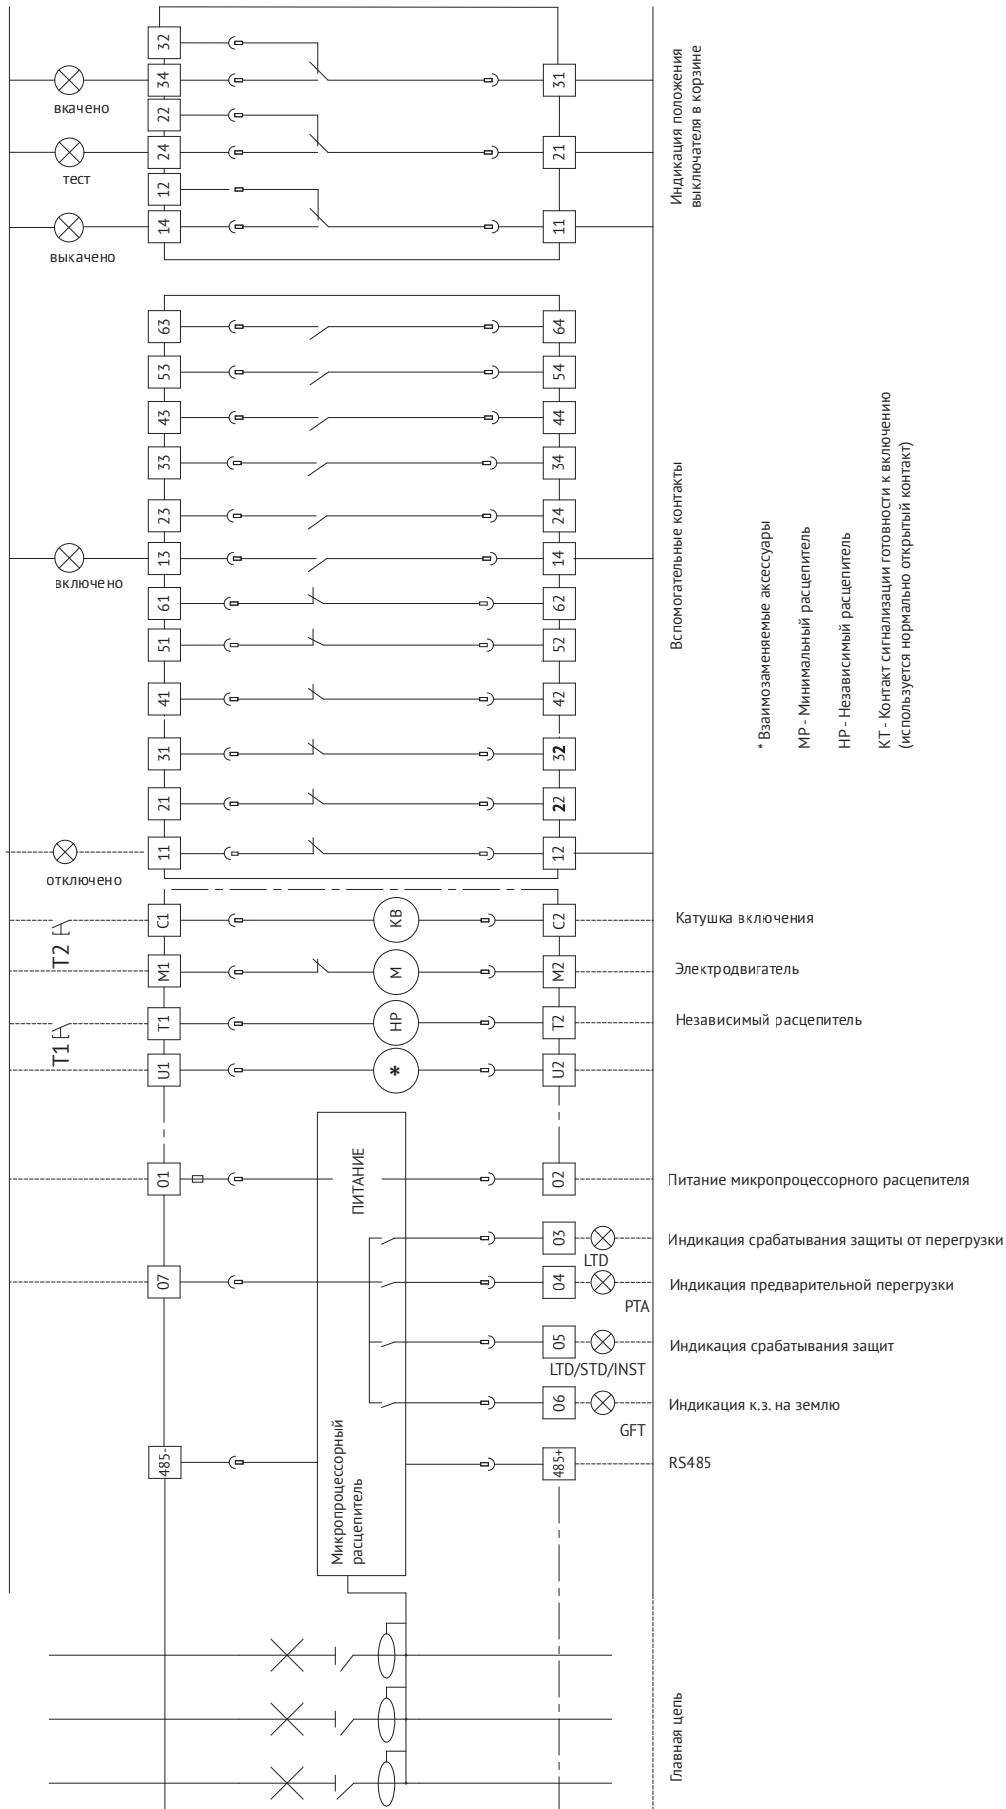 32
34
31
вкачено
22
24
21
тест
12
14
11
выкачено
Индикация положения
выключателя в корзине
63
64
53
54
43
44
33
34
23
24
13
14
включено
61
62
51
52
41
42
31
32
21
22
11
12
отключено
Вспомогательные контакты
* Взаимозаменяемые аксессуары
МР - Минимальный расцепитель
НР - Независимый расцепитель
КТ - Контакт сигнализации готовности к включению
(используется нормально открытый контакт)
T2
C1
КВ
C2
Катушка включения
M1
М
M2
Электродвигатель
T1
T1
НР
T2
Независимый расцепитель
U1
*
U2
01
ПИТАНИЕ
02
Питание микропроцессорного расцепителя
03
LTD
Индикация срабатывания защиты от перегрузки
07
04
PTA
Индикация предварительной перегрузки
05
LTD/STD/INST
Индикация срабатывания защит
06
GFT
Индикация к.з. на землю
485-
Микропроцессорный
расцепитель
485+
RS485
Главная цепь